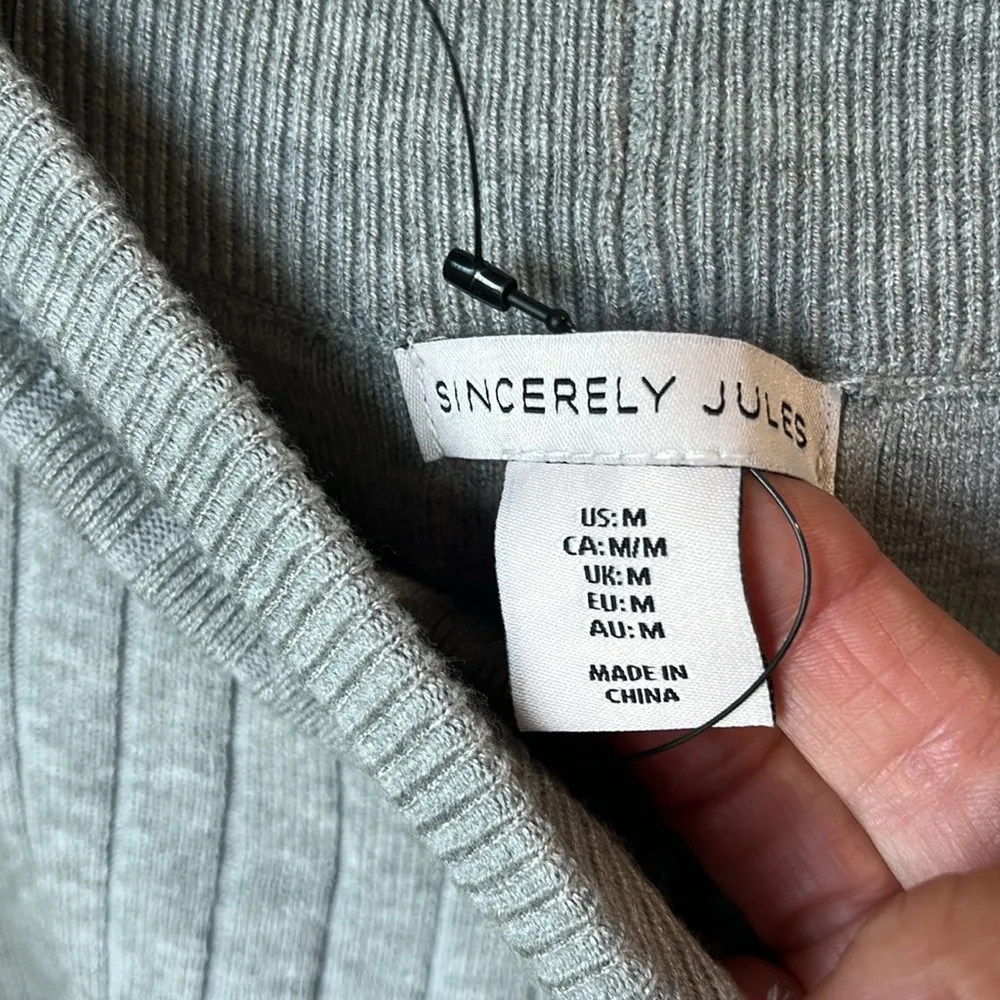 SINCERELY JULES
US: M
CA: M/M
UK: M
EU: M
AU: M
MADE IN
CHINA